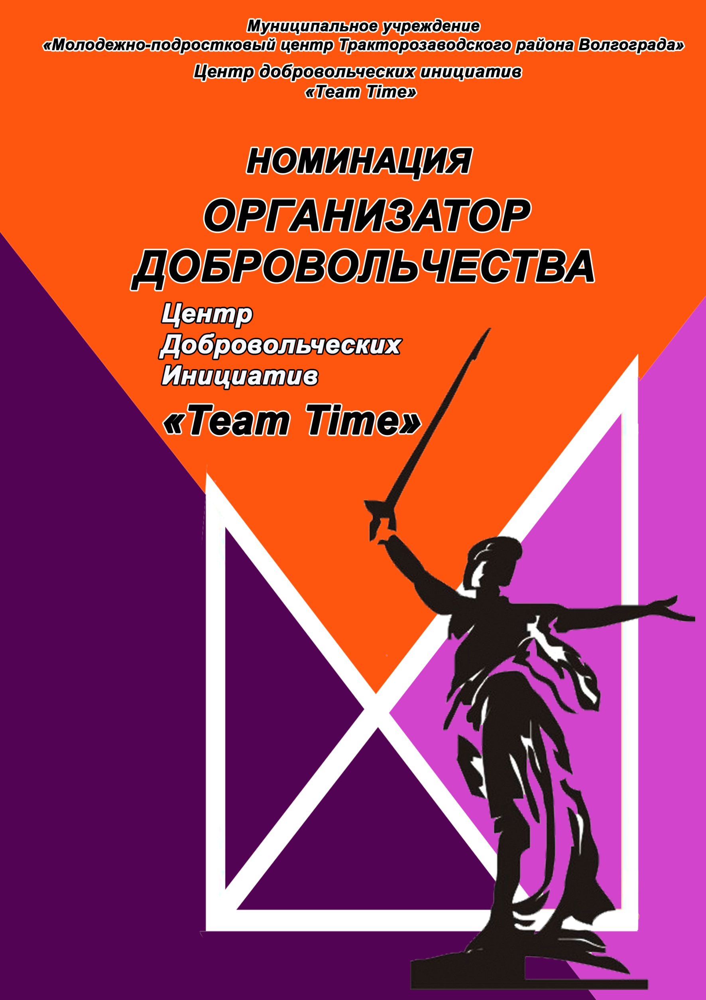 Муниципальное учреждение
«Молодежно-подростковый центр Тракторозаводского района Волгограда»
Центр добровольческих инициатив
«Team Time»
НОМИНАЦИЯ
ОРГАНИЗАТОР
ДОБРОВОЛЬЧЕСТВА
Центр
Добровольческих
Инициатив
«Team Time»